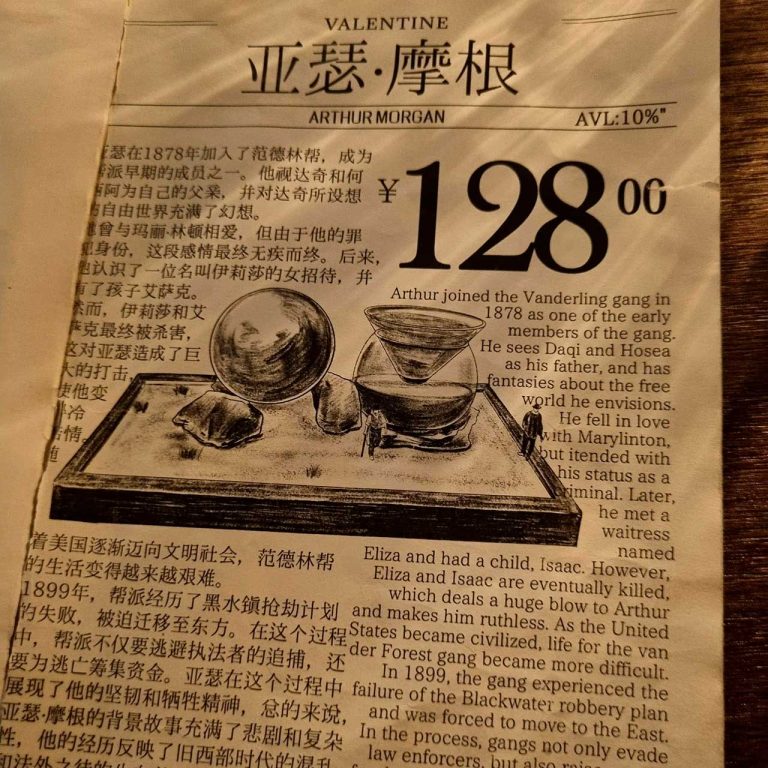 VALENTINE
亚瑟·摩根
ARTHUR MORGAN
AVL:10%"
瑟在1878年加入了范德林帮，成为
派早期的成员之一。他视达奇和何
阿为自己的父亲，并对达奇所设想
自由世界充满了幻想。
曾与玛丽·林顿相爱，但由于他的罪
身份，这段感情最终无疾而终。后来，
他认识了一位名叫伊莉莎的女招待，并
有了孩子艾萨克。
然而，伊莉莎和艾
萨克最终被杀害，
这对亚瑟造成了巨
大的打击，
使他变
冷
情。
随
¥128 00
Arthur joined the Vanderling gang in
1878 as one of the early
members of the gang.
He sees Daqi and Hosea
as his father, and has
fantasies about the free
world he envisions.
He fell in love
with Marylinton,
but itended with
his status as a
criminal. Later,
he met a
waitress
named
着美国逐渐迈向文明社会，范德林帮
的生活变得越来越艰难。
1899年，帮派经历了黑水镇抢劫计划
的失败，被迫迁移至东方。在这个过程
中，帮派不仅要逃避执法者的追捕，还
要为逃亡筹集资金。亚瑟在这个过程中
展现了他的坚韧和牺牲精神，总的来说，
亚瑟·摩根的背景故事充满了悲剧和复杂
性，他的经历反映了旧西部时代的混乱
和法外之徒的
Eliza and had a child, Isaac. However,
Eliza and Isaac are eventually killed,
which deals a huge blow to Arthur
and makes him ruthless. As the United
States became civilized, life for the van
der Forest gang became more difficult.
In 1899, the gang experienced the
failure of the Blackwater robbery plan
and was forced to move to the East.
In the process, gangs not only evade
law enforcers, but also